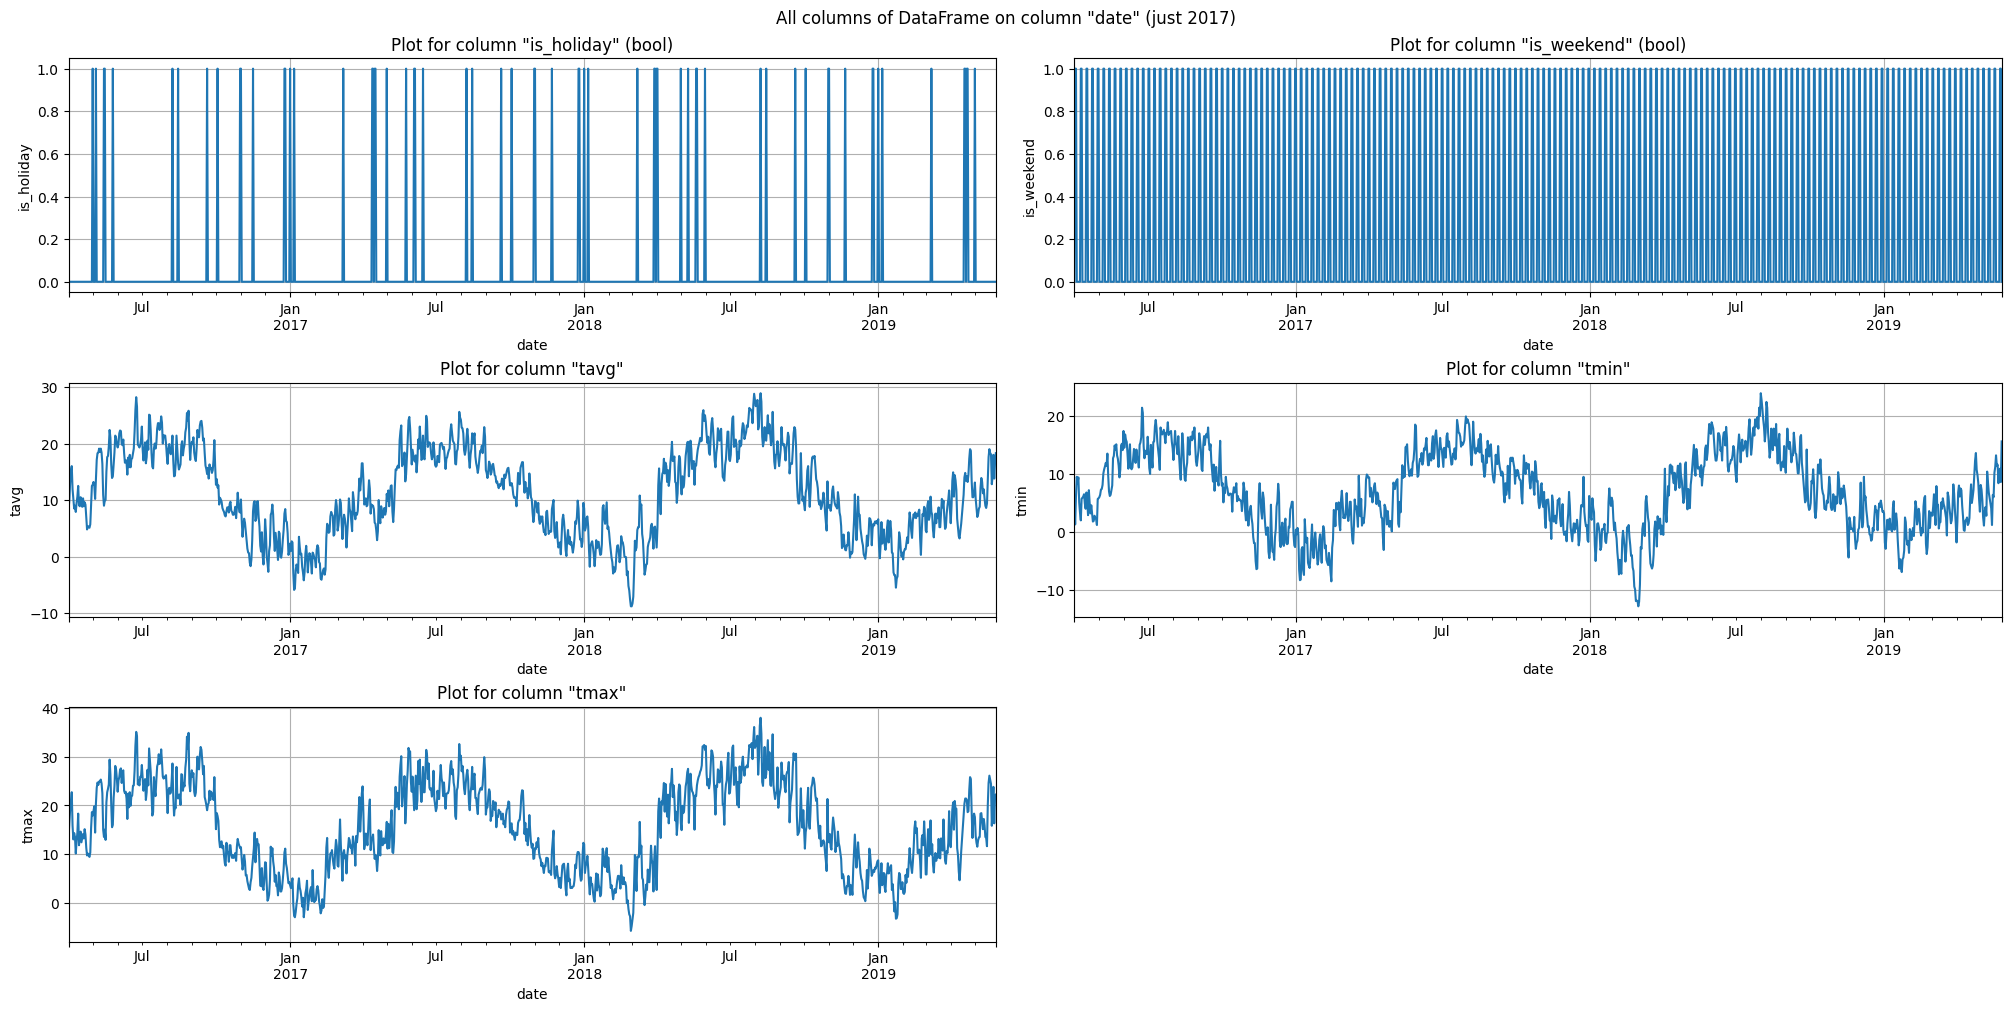 All columns of DataFrame on column "date" (just 2017)
Plot for column "is_holiday" (bool)
1.0
0.8
0.6
0.4
0.2
0.0
is_holiday
Jul
Jan
2017
Jul
Jan
2018
Jul
Jan
2019
date
Plot for column "is_weekend" (bool)
1.0
0.8
0.6
0.4
0.2
0.0
is_weekend
Jul
Jan
2017
Jul
Jan
2018
Jul
Jan
2019
date
Plot for column "tavg"
30
20
10
0
−10
tavg
Jul
Jan
2017
Jul
Jan
2018
Jul
Jan
2019
date
Plot for column "tmin"
20
10
0
−10
tmin
Jul
Jan
2017
Jul
Jan
2018
Jul
Jan
2019
date
Plot for column "tmax"
40
30
20
10
0
tmax
Jul
Jan
2017
Jul
Jan
2018
Jul
Jan
2019
date